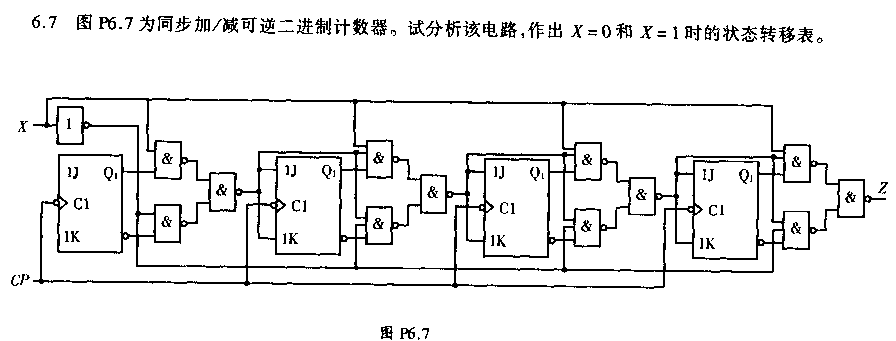 6.7 图 P6.7 为同步加/减可逆二进制计数器。试分析该电路,作出 X=0 和 X=1 时的状态转移表。
X 1 & & & &
1J Q₁ & 1J Q₁ & 1J Q₁ & 1J Q₁ & Z
C1 C1 C1 C1
1K & 1K & 1K & 1K &
CP
图 P6.7